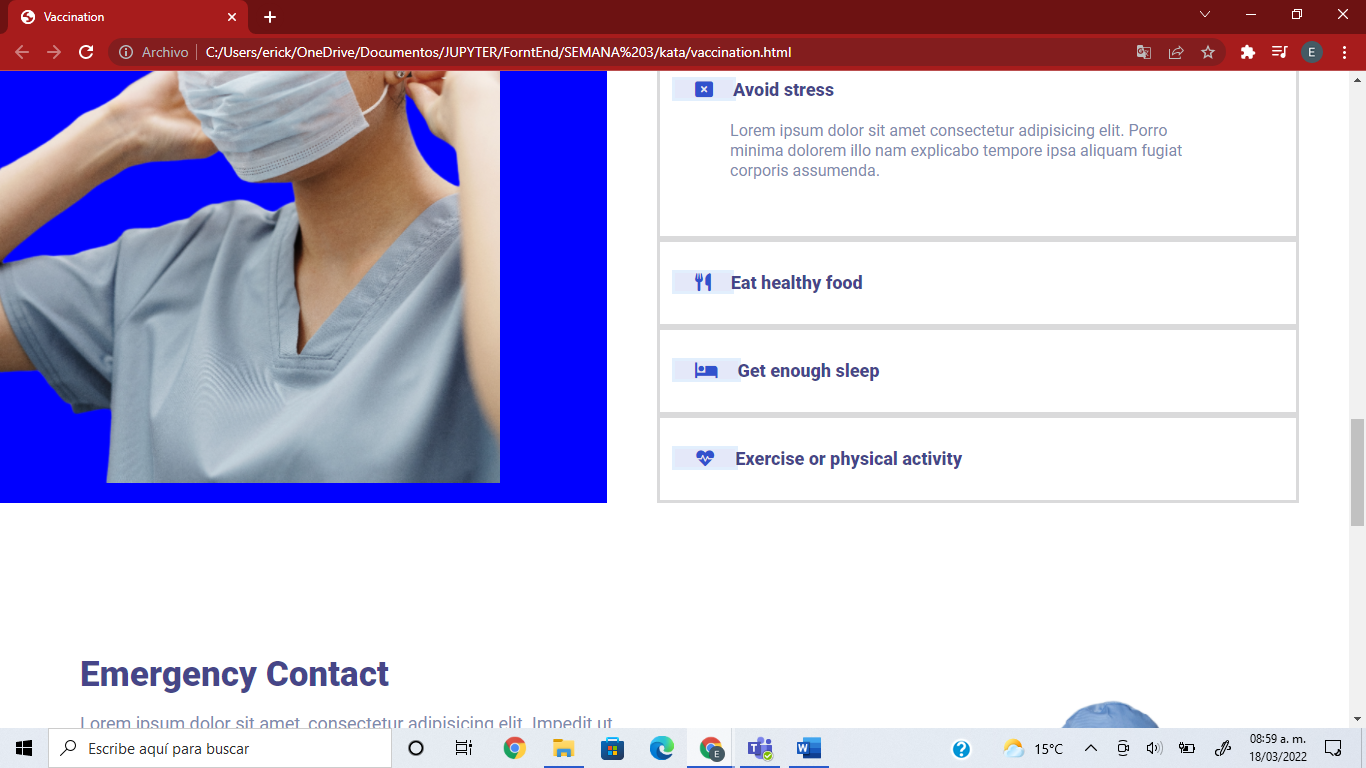 Vaccination
Archivo
C:/Users/erick/OneDrive/Documentos/JUPYTER/ForntEnd/SEMANA%203/kata/vaccination.html
E
Avoid stress
Lorem ipsum dolor sit amet consectetur adipisicing elit. Porro
minima dolorem illo nam explicabo tempore ipsa aliquam fugiat
corporis assumenda.
Eat healthy food
Get enough sleep
Exercise or physical activity
Emergency Contact
Lorem ipsum dolor sit amet, consectetur adipisicing elit. Impedit ut
Escribe aquí para buscar
E
15°C
08:59 a. m.
18/03/2022